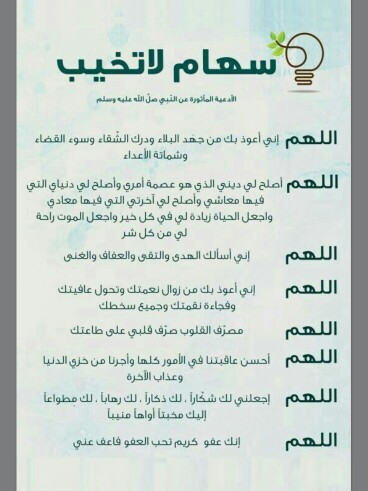 سهام لاتخيب
الأدعية المأثورة عن النبي صلّ الله عليه وسلم
اللهم إني أعوذ بك من جهَد البلاء ودرك الشّقاء وسوء القضاء
وشماتة الأعداء
اللهم أصلح لي ديني الذي هو عصمة أمري وأصلح لي دنياي التي
فيها معاشي وأصلح لي آخرتي التي فيها معادي
واجعل الحياة زيادة لي في كل خير واجعل الموت راحة
لي من كل شر
اللهم إني أسألك الهدى والتقى والعفاف والغنى
اللهم إني أعوذ بك من زوال نعمتك وتحول عافيتك
وفجاءة نقمتك وجميع سخطك
اللهم مصرّف القلوب صرّف قلبي على طاعتك
اللهم أحسن عاقبتنا في الأمور كلها وأجرنا من خزي الدنيا
وعذاب الآخرة
اللهم إجعلني لك شكّاراً ، لك ذكاراً ، لك رهاباً ، لك مِطواعاً
إليك مخبتاً أواهاً منيباً
اللهم إنك عفو كريم تحب العفو فاعف عني